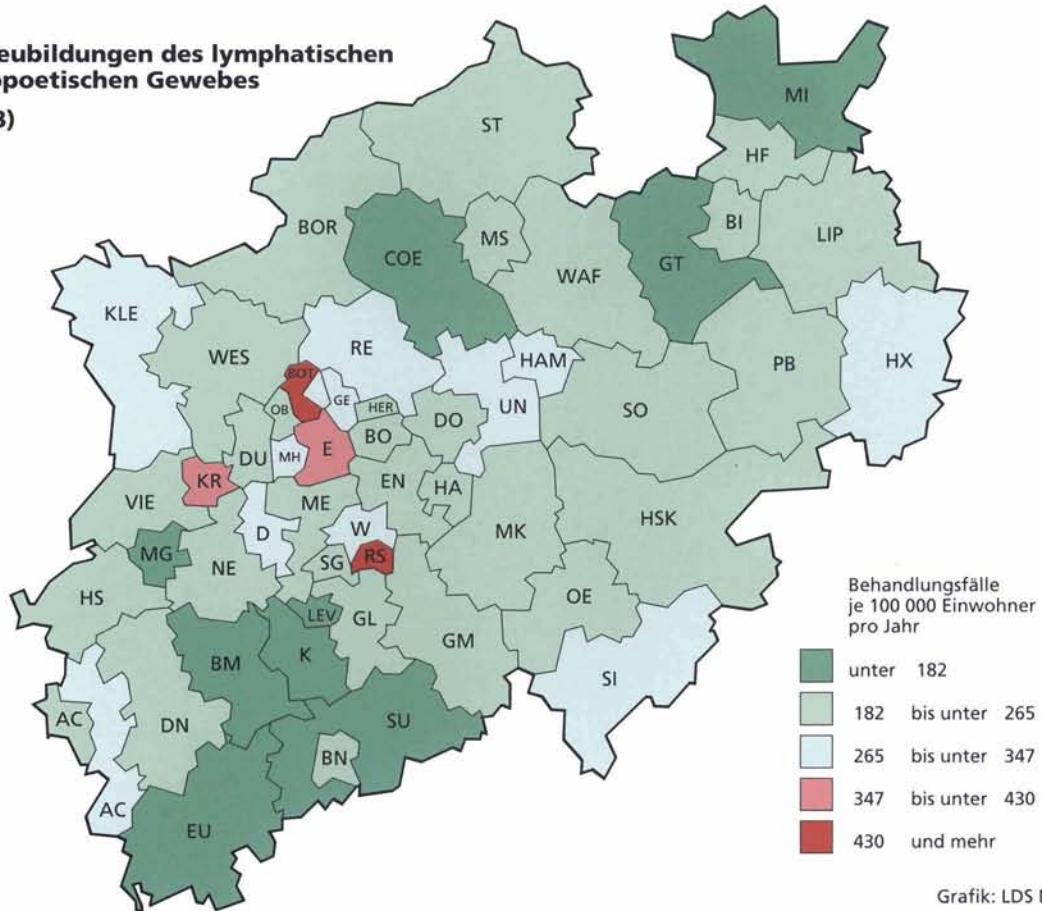 eubildungen des lymphatischen
opoetischen Gewebes
3)
MI
ST
HF
BOR
MS
BI
LIP
COE
WAF
GT
KLE
WES
RE
HAM
PB
HX
BOT
GE
UN
SO
OB
HER
DO
E
BO
DU
MH
KR
EN
HA
VIE
ME
HSK
D
W
MK
MG
NE
SG
RS
HS
OE
LEV
GL
GM
BM
K
SI
AC
DN
SU
BN
AC
EU
Behandlungsfälle
je 100 000 Einwohner
pro Jahr
unter 182
182 bis unter 265
265 bis unter 347
347 bis unter 430
430 und mehr
Grafik: LDS